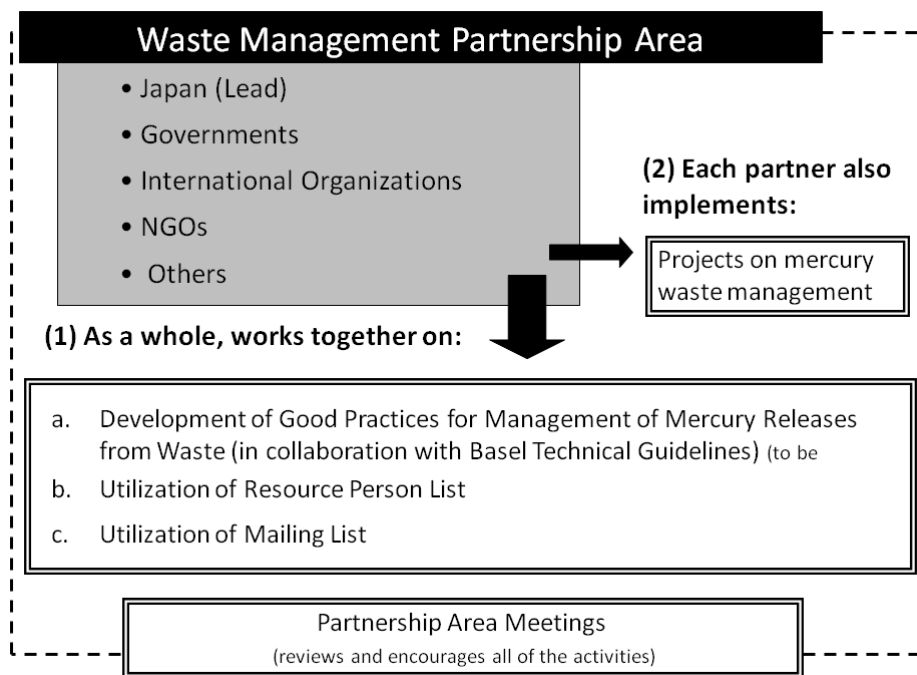 Waste Management Partnership Area
• Japan (Lead)
• Governments
• International Organizations
• NGOs
• Others
(2) Each partner also
implements:
Projects on mercury
waste management
(1) As a whole, works together on:
a. Development of Good Practices for Management of Mercury Releases
from Waste (in collaboration with Basel Technical Guidelines) (to be
b. Utilization of Resource Person List
c. Utilization of Mailing List
Partnership Area Meetings
(reviews and encourages all of the activities)